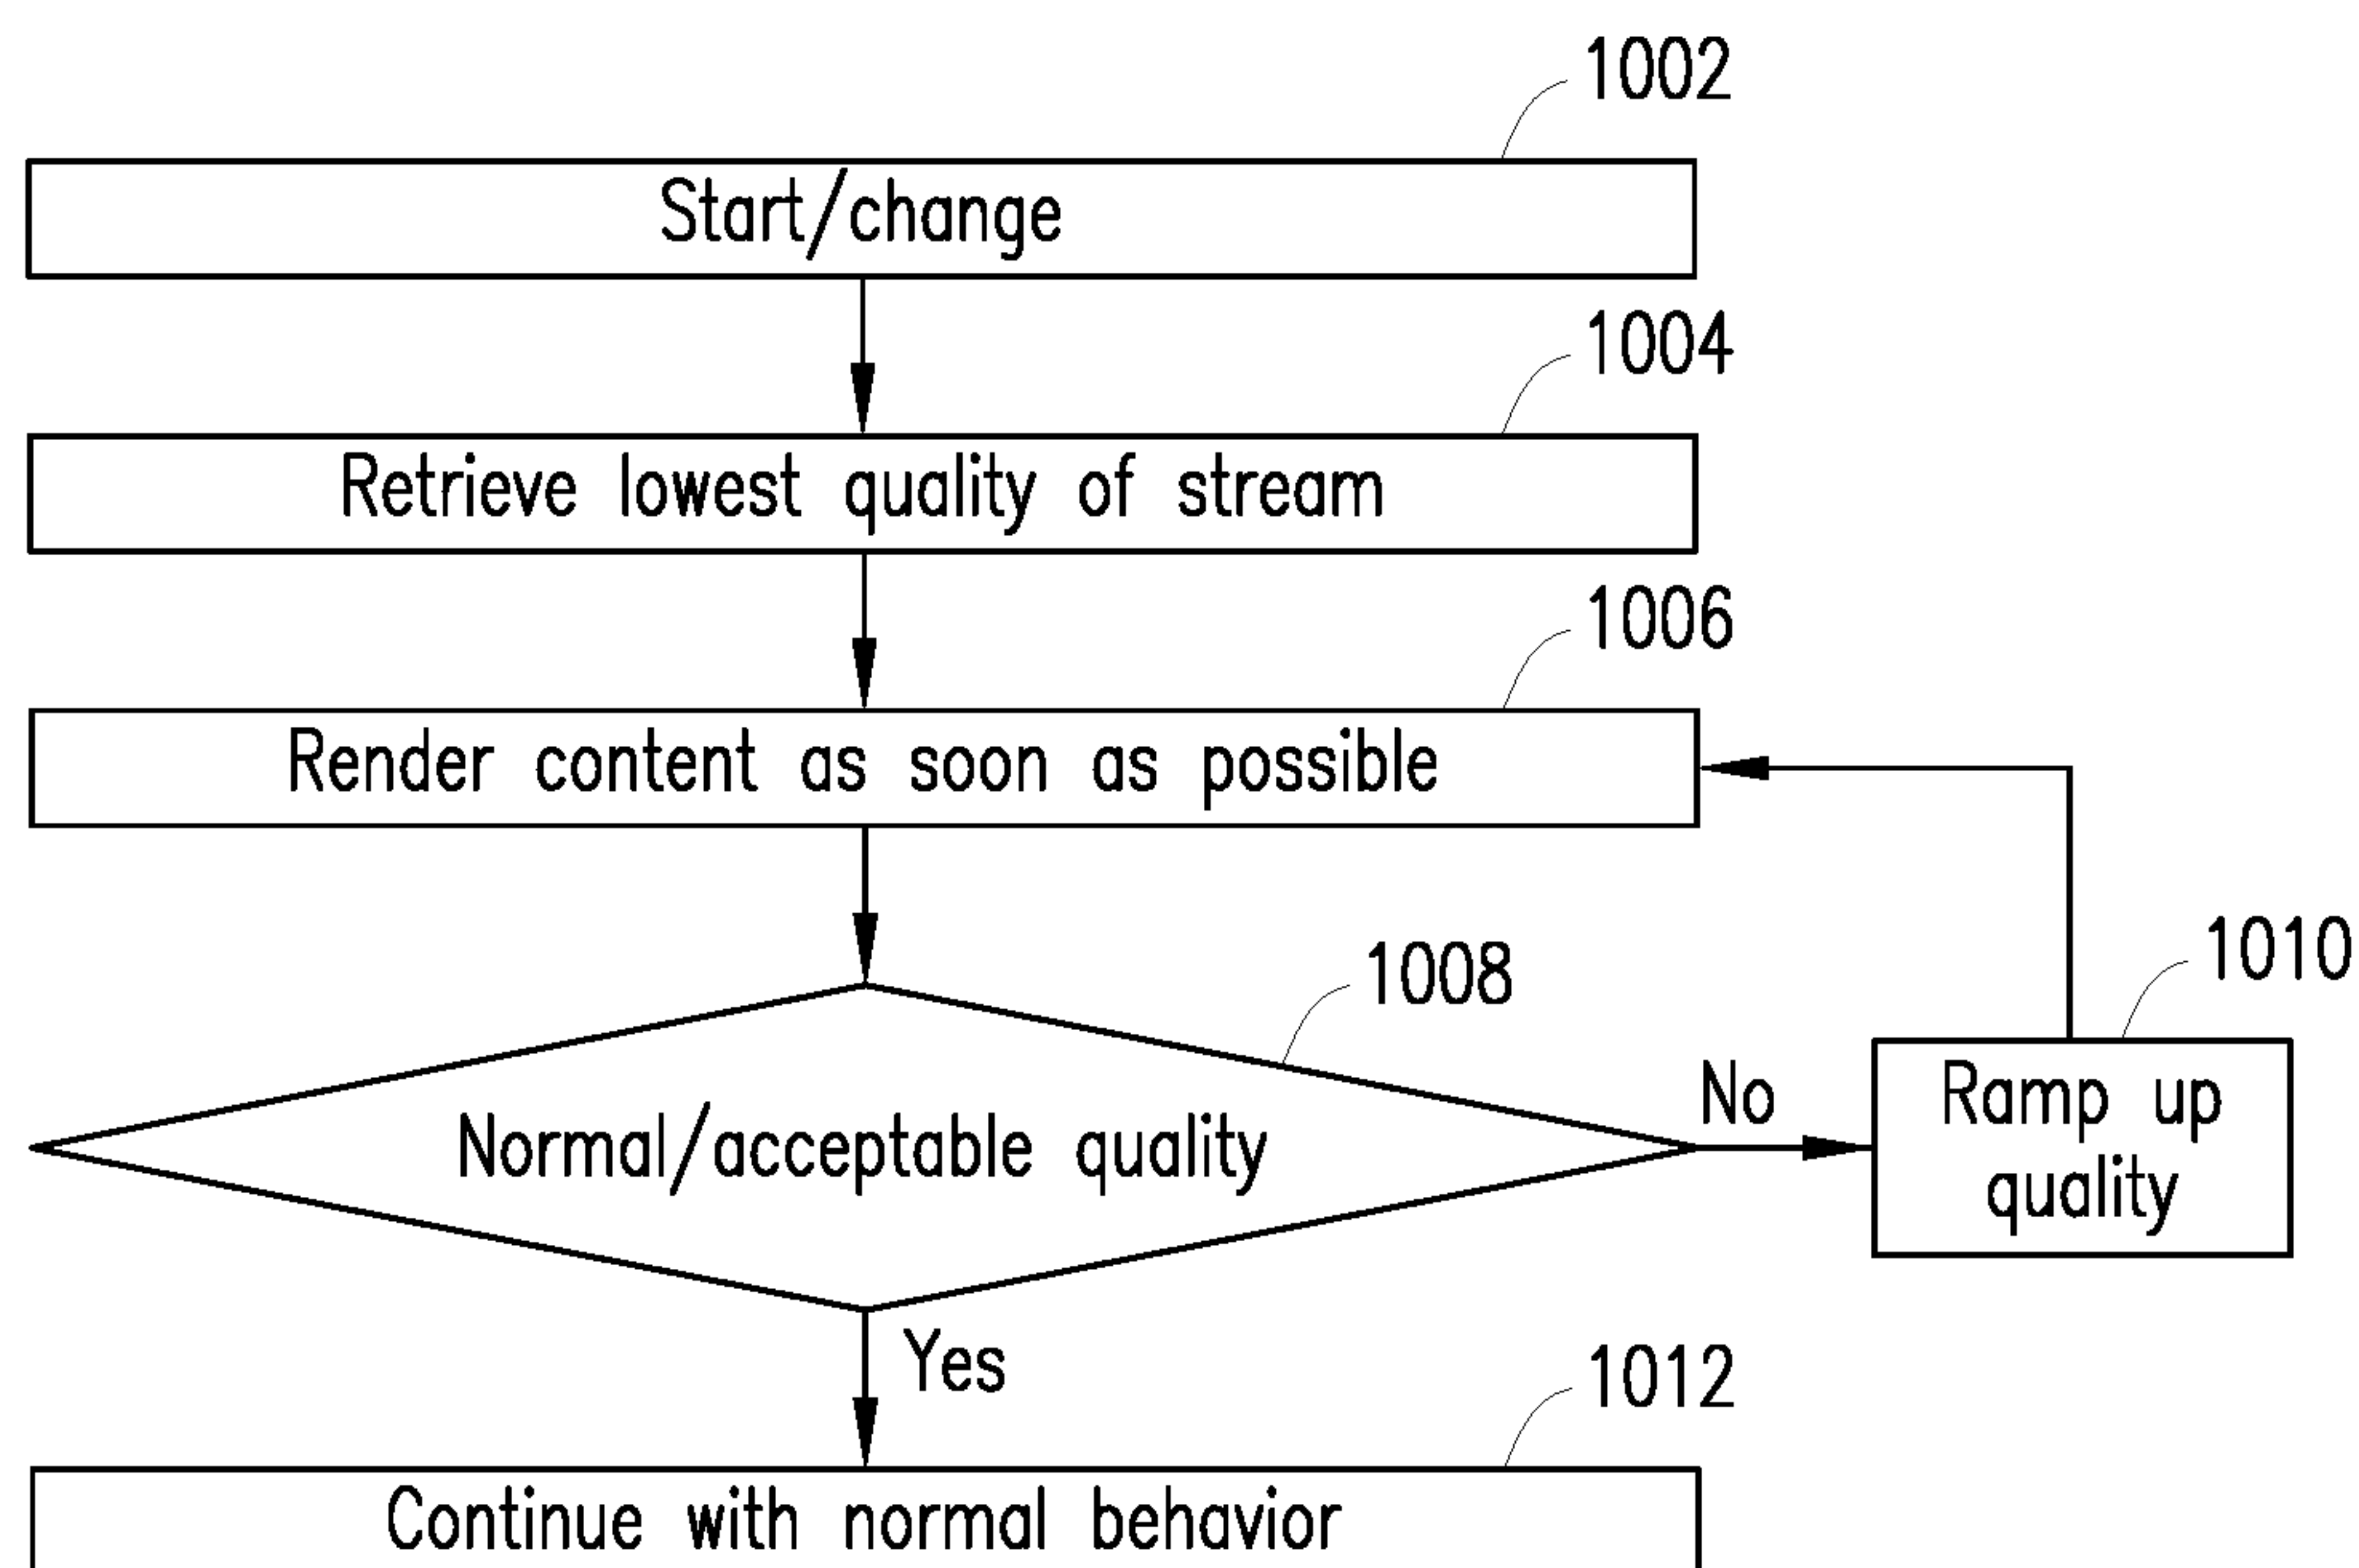 1002
Start/change
1004
Retrieve lowest quality of stream
1006
Render content as soon as possible
1008
Normal/acceptable quality
No
1010
Ramp up
quality
Yes
1012
Continue with normal behavior